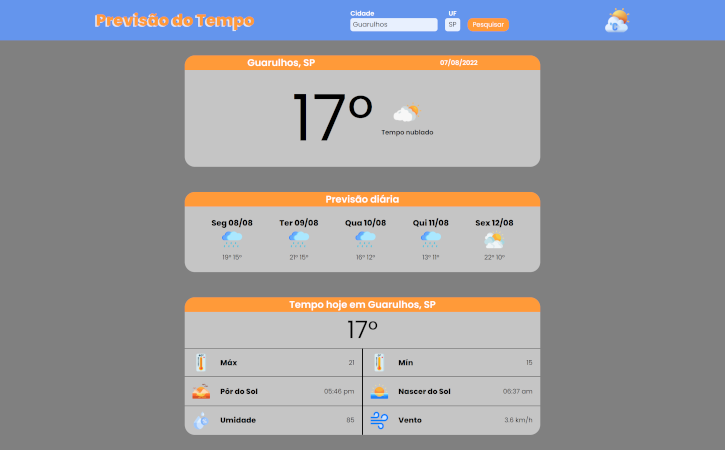 Previsão do Tempo
Cidade UF
Guarulhos SP Pesquisar
Guarulhos, SP 07/08/2022
17º
Tempo nublado
Previsão diária
Seg 08/08 Ter 09/08 Qua 10/08 Qui 11/08 Sex 12/08
19º 15º 21º 15º 16º 12º 13º 11º 22º 10º
Tempo hoje em Guarulhos, SP
17º
Máx 21 Mín 15
Pôr do Sol 05:46 pm Nascer do Sol 06:37 am
Umidade 65 Vento 3.6 km/h